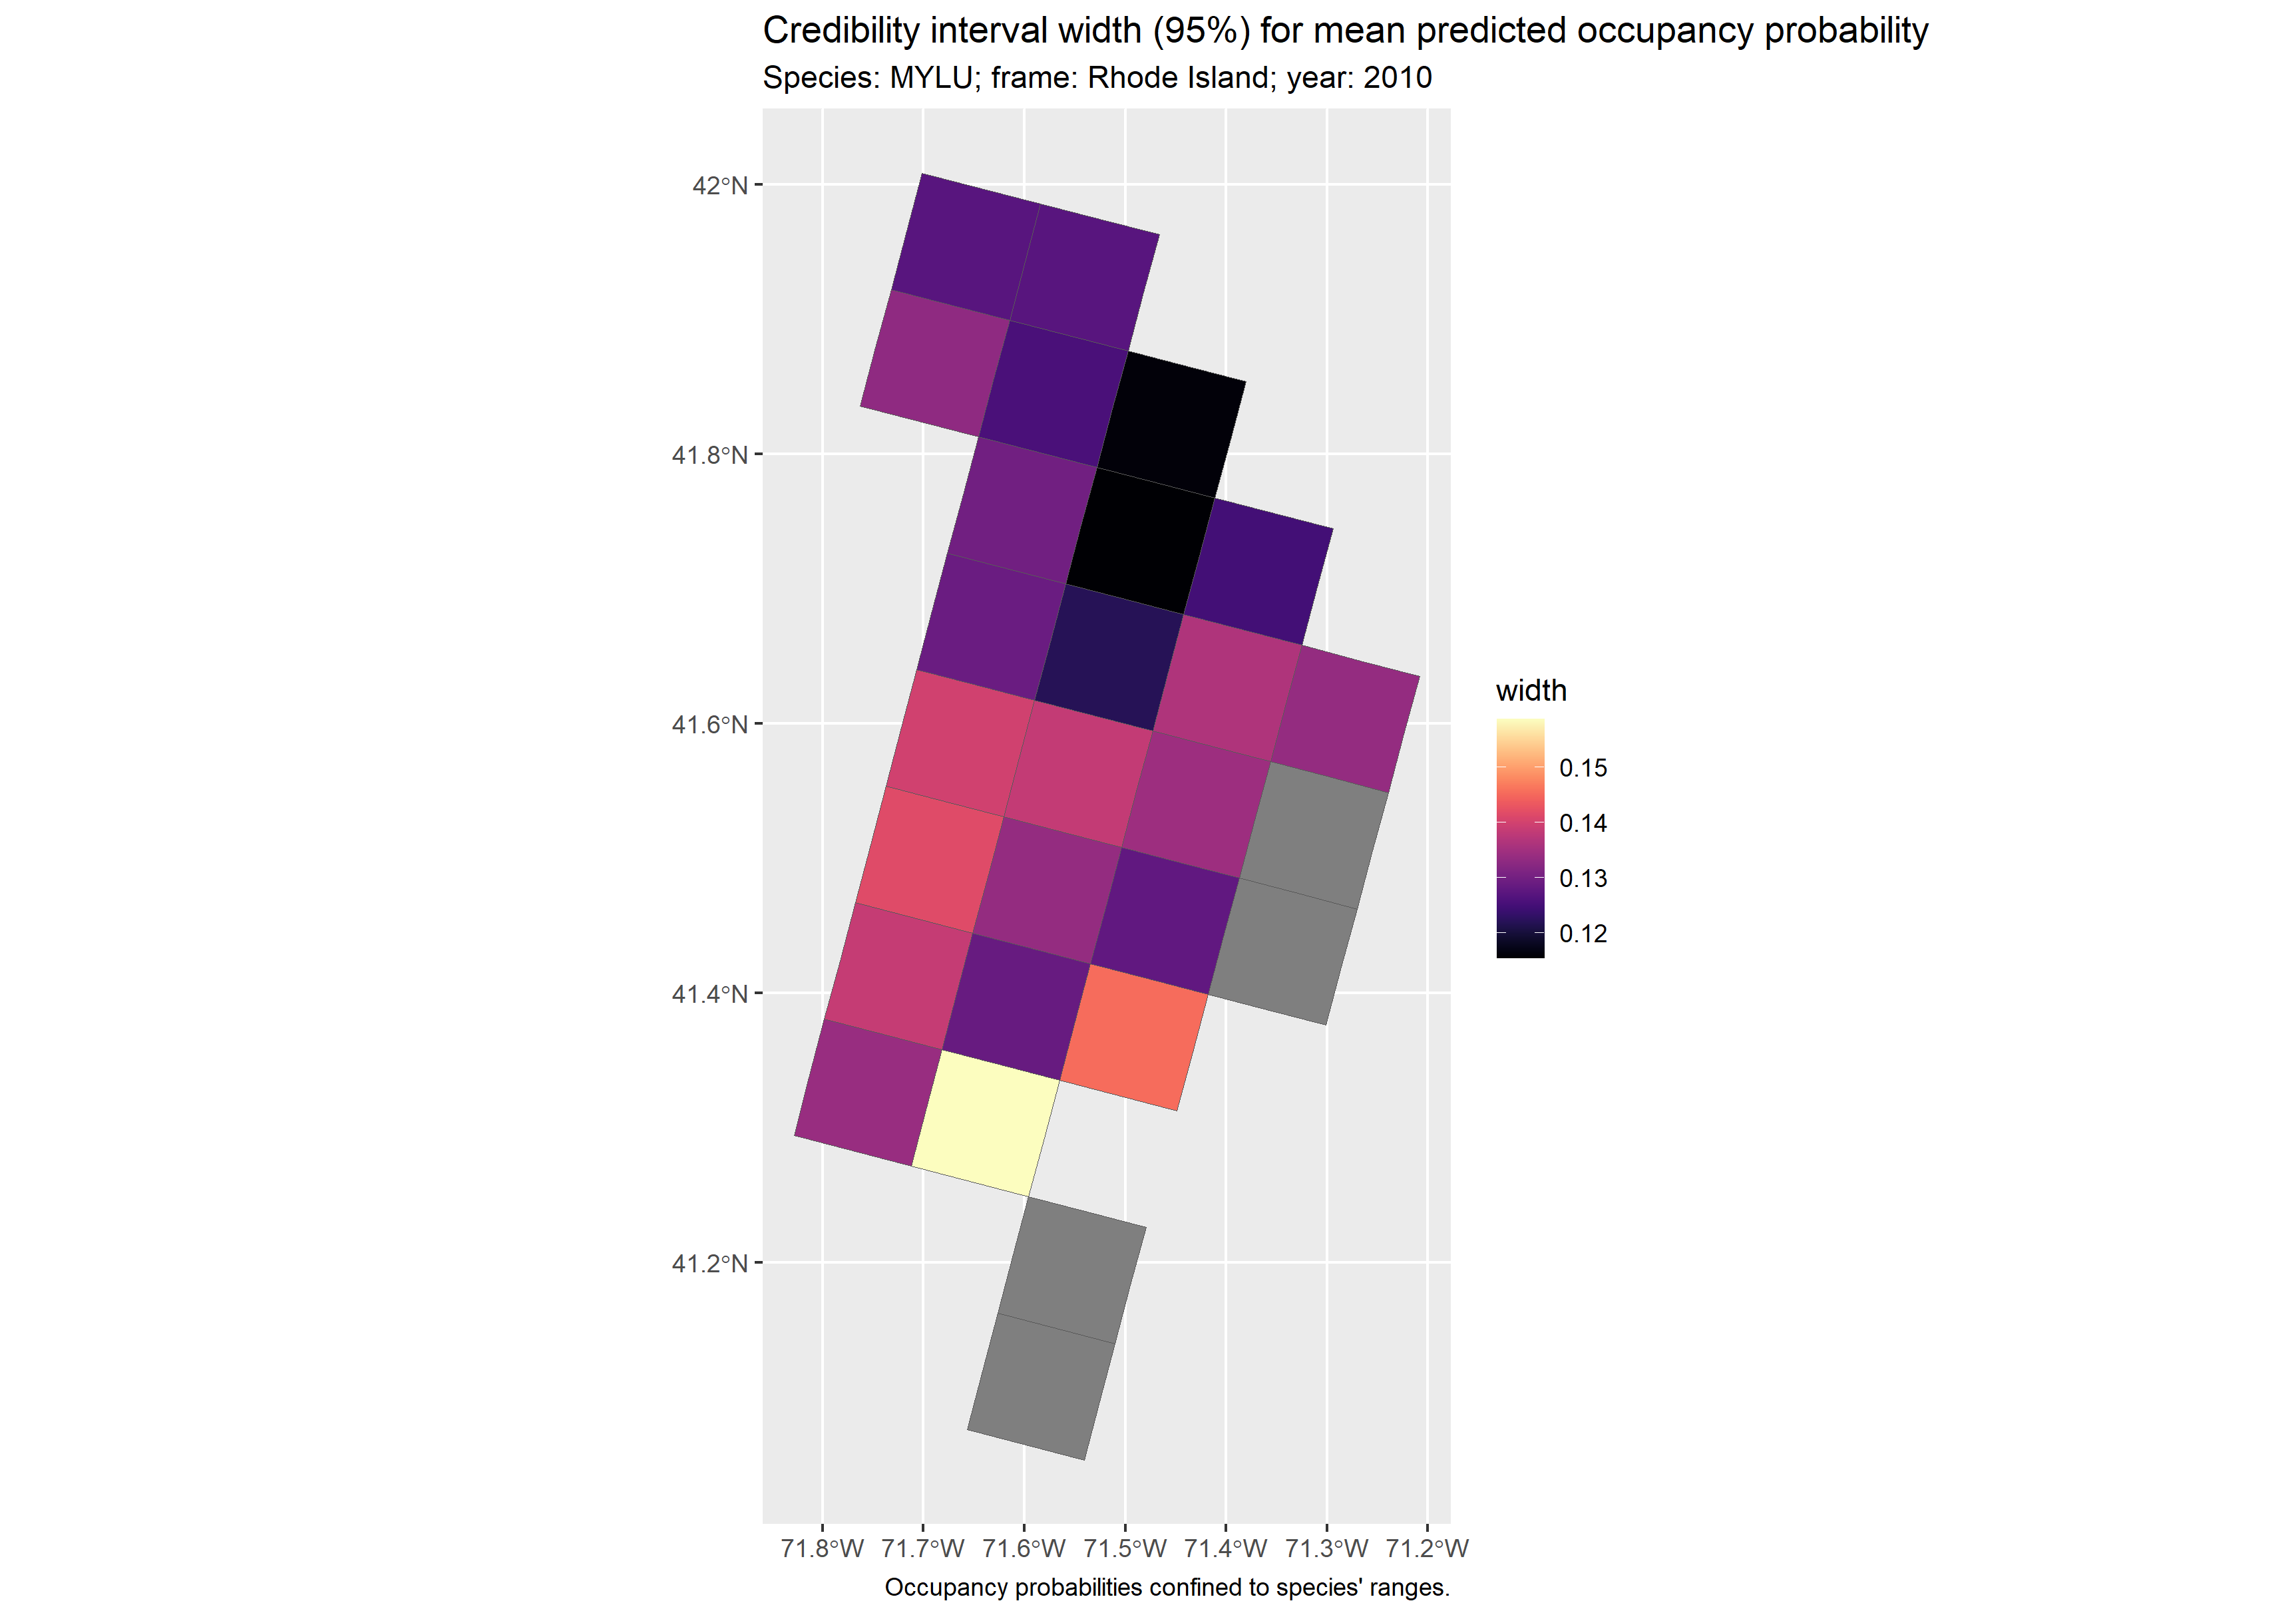 Credibility interval width (95%) for mean predicted occupancy probability
Species: MYLU; frame: Rhode Island; year: 2010
42°N
41.8°N
41.6°N
41.4°N
41.2°N
71.8°W 71.7°W 71.6°W 71.5°W 71.4°W 71.3°W 71.2°W
width
0.15
0.14
0.13
0.12
Occupancy probabilities confined to species' ranges.